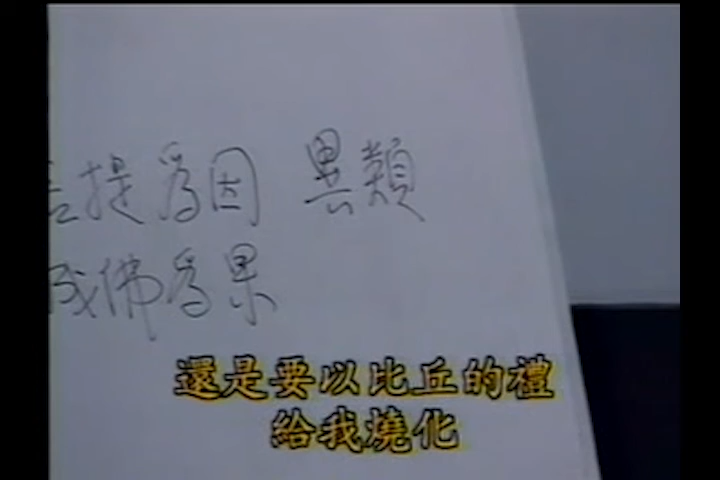 提為因 異類
成佛為果
還是要以比丘的禮
給我燒化